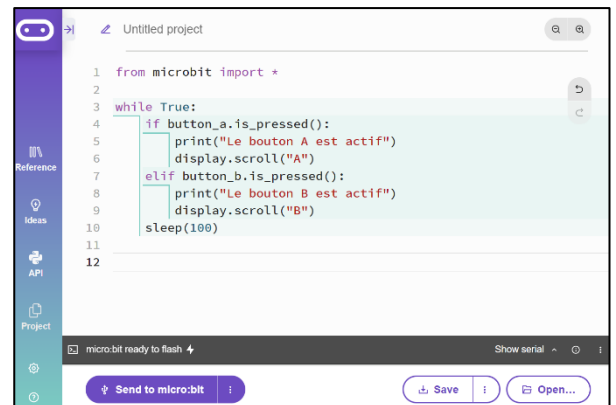 Untitled project
1 from microbit import *
2
3 while True:
4 if button_a.is_pressed():
5 print("Le bouton A est actif")
6 display.scroll("A")
7 elif button_b.is_pressed():
8 print("Le bouton B est actif")
9 display.scroll("B")
10 sleep(100)
11
12
Reference
Ideas
API
Project
micro:bit ready to flash
Show serial
Send to micro:bit
Save
Open...